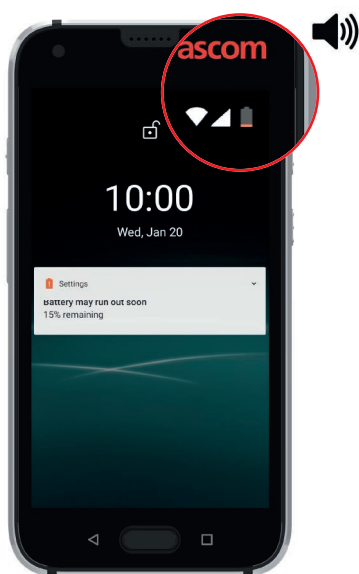 ascom
10:00
Wed, Jan 20
Settings
Battery may run out soon
15% remaining